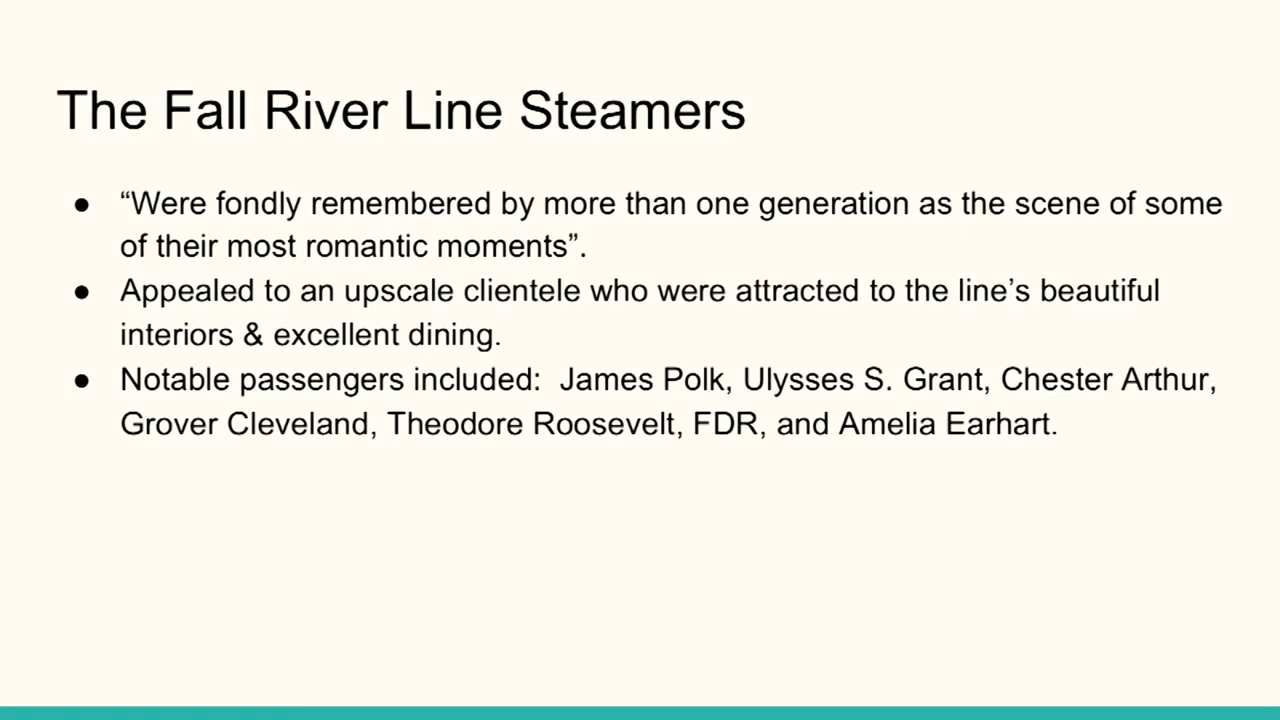 The Fall River Line Steamers
● “Were fondly remembered by more than one generation as the scene of some
of their most romantic moments”.
● Appealed to an upscale clientele who were attracted to the line’s beautiful
interiors & excellent dining.
● Notable passengers included:  James Polk, Ulysses S. Grant, Chester Arthur,
Grover Cleveland, Theodore Roosevelt, FDR, and Amelia Earhart.